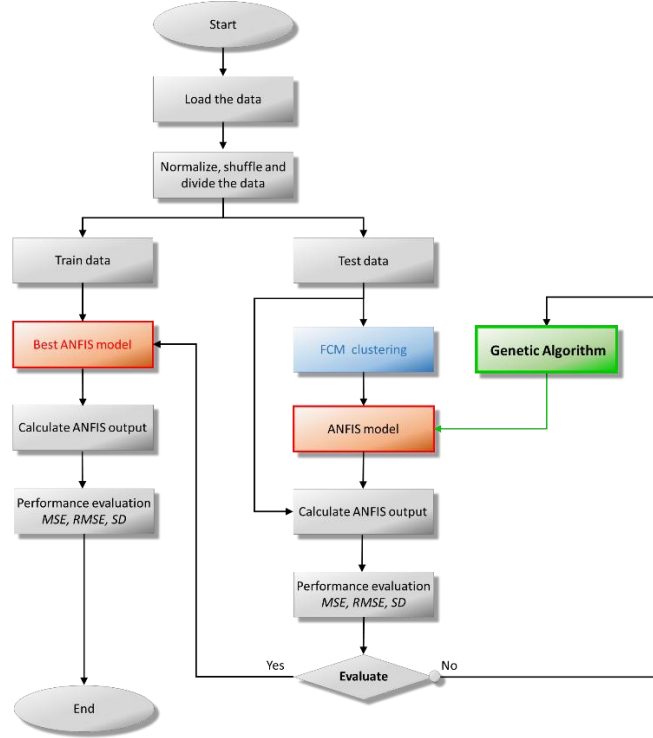 Start
Load the data
Normalize, shuffle and
divide the data
Train data
Test data
Best ANFIS model
FCM clustering
Genetic Algorithm
Calculate ANFIS output
ANFIS model
Performance evaluation
MSE, RMSE, SD
Calculate ANFIS output
Performance evaluation
MSE, RMSE, SD
Yes
Evaluate
No
End